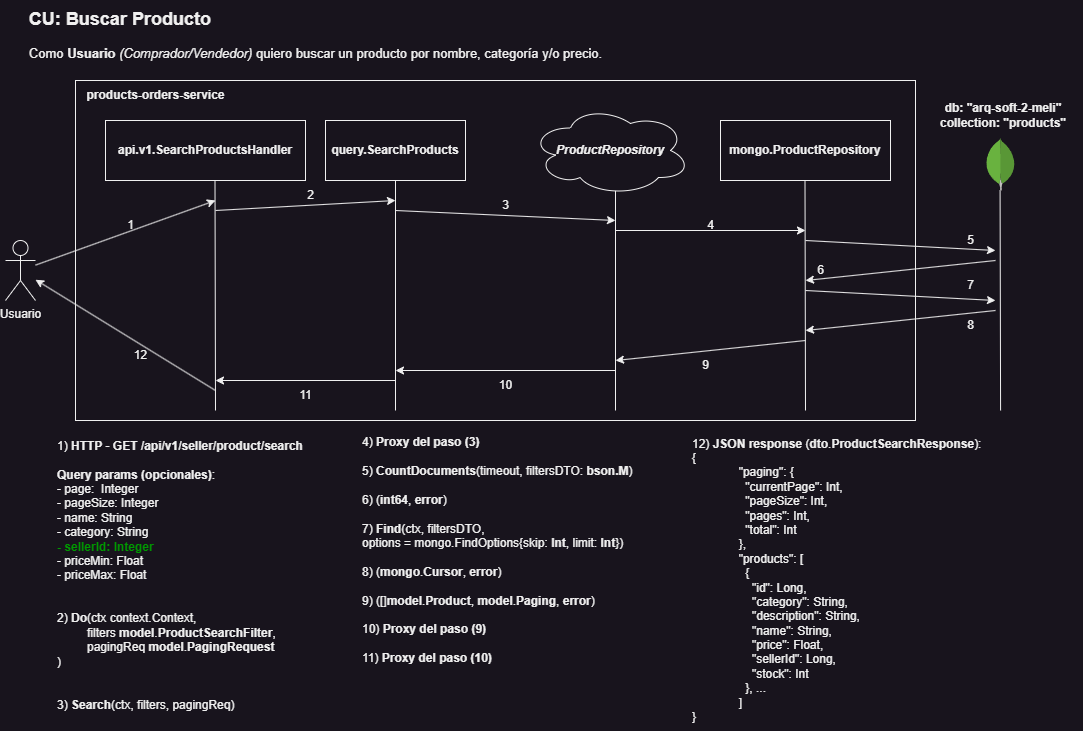 CU: Buscar Producto
Como Usuario (Comprador/Vendedor) quiero buscar un producto por nombre, categoría y/o precio.
products-orders-service
db: "arq-soft-2-meli"
collection: "products"
api.v1.SearchProductsHandler
query.SearchProducts
ProductRepository
mongo.ProductRepository
1
2
3
4
5
6
7
8
9
10
11
12
Usuario
1) HTTP - GET /api/v1/seller/product/search
Query params (opcionales):
- page:  Integer
- pageSize: Integer
- name: String
- category: String
- sellerId: Integer
- priceMin: Float
- priceMax: Float
2) Do(ctx context.Context,
filters model.ProductSearchFilter,
pagingReq model.PagingRequest
)
3) Search(ctx, filters, pagingReq)
4) Proxy del paso (3)
5) CountDocuments(timeout, filtersDTO: bson.M)
6) (int64, error)
7) Find(ctx, filtersDTO,
options = mongo.FindOptions{skip: Int, limit: Int})
8) (mongo.Cursor, error)
9) ([]model.Product, model.Paging, error)
10) Proxy del paso (9)
11) Proxy del paso (10)
12) JSON response (dto.ProductSearchResponse):
{
"paging": {
"currentPage": Int,
"pageSize": Int,
"pages": Int,
"total": Int
},
"products": [
{
"id": Long,
"category": String,
"description": String,
"name": String,
"price": Float,
"sellerId": Long,
"stock": Int
}, ...
]
}